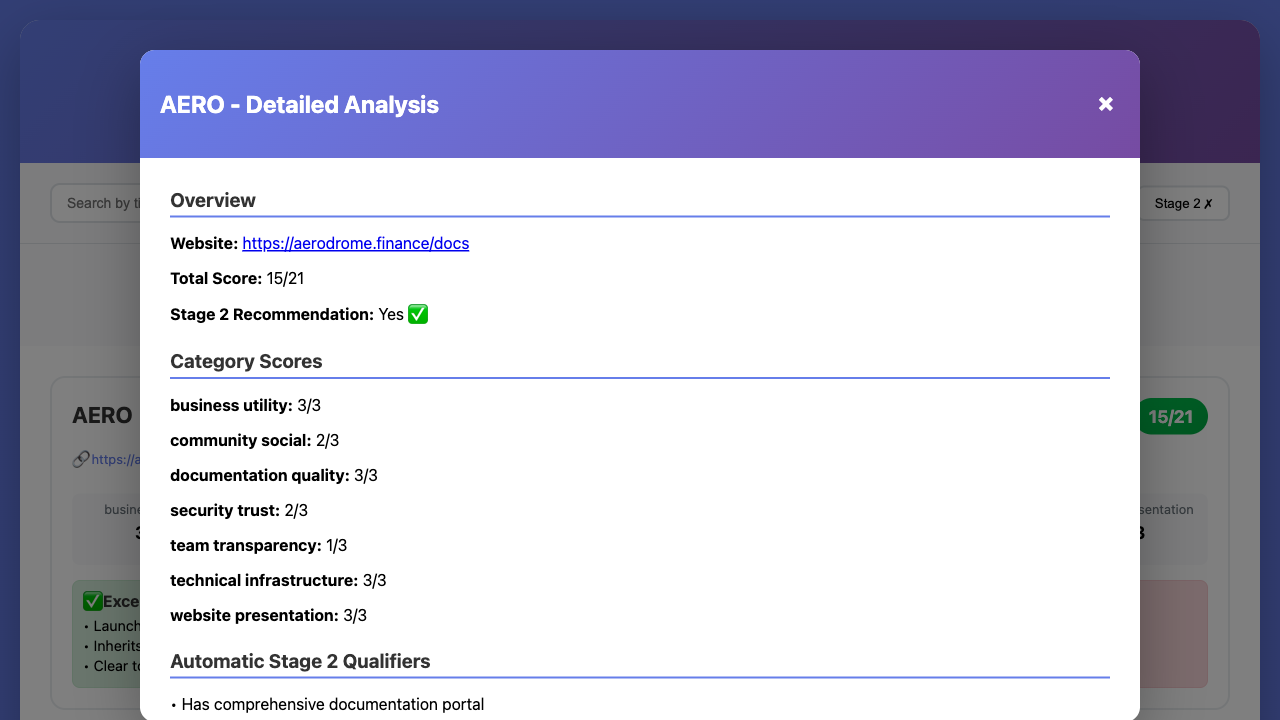 AERO - Detailed Analysis
✖
Search by ti
Stage 2 ✗
Overview
Website: https://aerodrome.finance/docs
Total Score: 15/21
Stage 2 Recommendation: Yes ✅
Category Scores
business utility: 3/3
community social: 2/3
documentation quality: 3/3
security trust: 2/3
team transparency: 1/3
technical infrastructure: 3/3
website presentation: 3/3
Automatic Stage 2 Qualifiers
• Has comprehensive documentation portal
AERO
15/21
🔗https://a
busine
sentation
✅Exce
• Launch
• Inherits
• Clear to